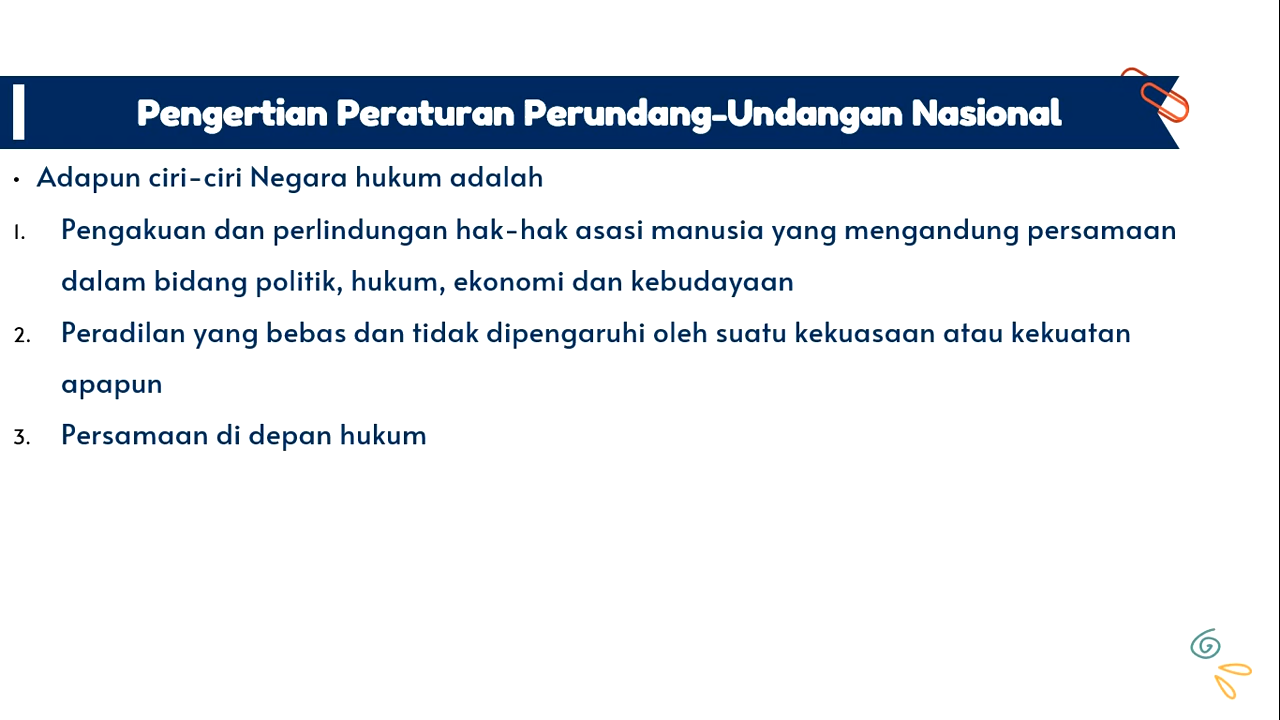 Pengertian Peraturan Perundang-Undangan Nasional
• Adapun ciri-ciri Negara hukum adalah
1. Pengakuan dan perlindungan hak-hak asasi manusia yang mengandung persamaan
dalam bidang politik, hukum, ekonomi dan kebudayaan
2. Peradilan yang bebas dan tidak dipengaruhi oleh suatu kekuasaan atau kekuatan
apapun
3. Persamaan di depan hukum